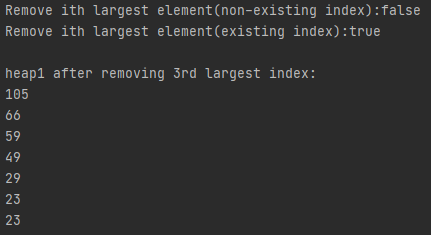 Remove ith largest element(non-existing index):false
Remove ith largest element(existing index):true
heap1 after removing 3rd largest index:
105
66
59
49
29
23
23